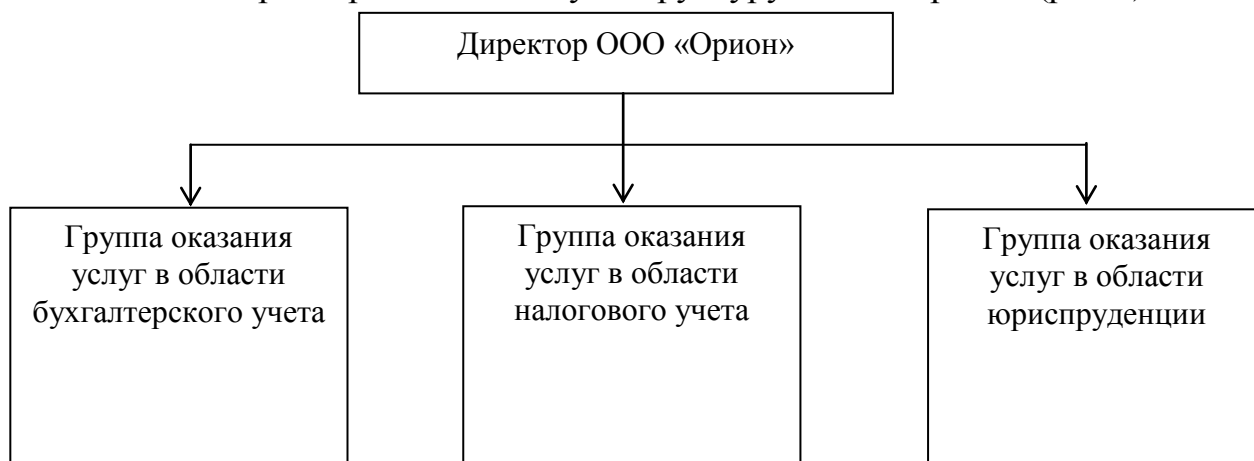 Директор ООО «Орион»
Группа оказания
услуг в области
бухгалтерского учета
Группа оказания
услуг в области
налогового учета
Группа оказания
услуг в области
юриспруденции